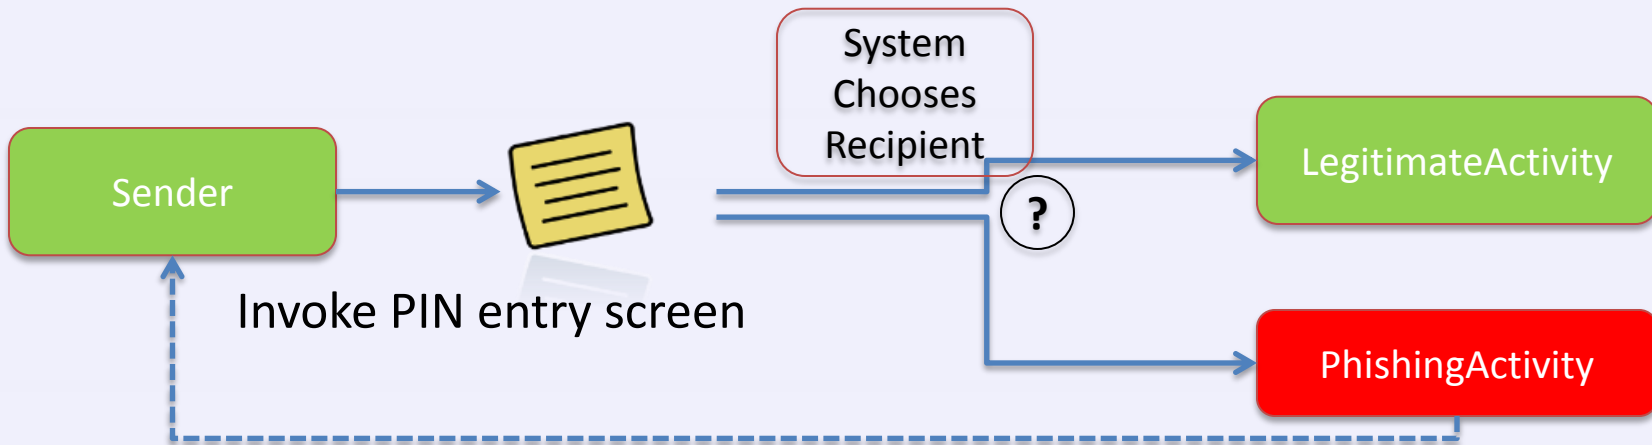 System
Chooses
Recipient
Sender
LegitimateActivity
?
Invoke PIN entry screen
PhishingActivity